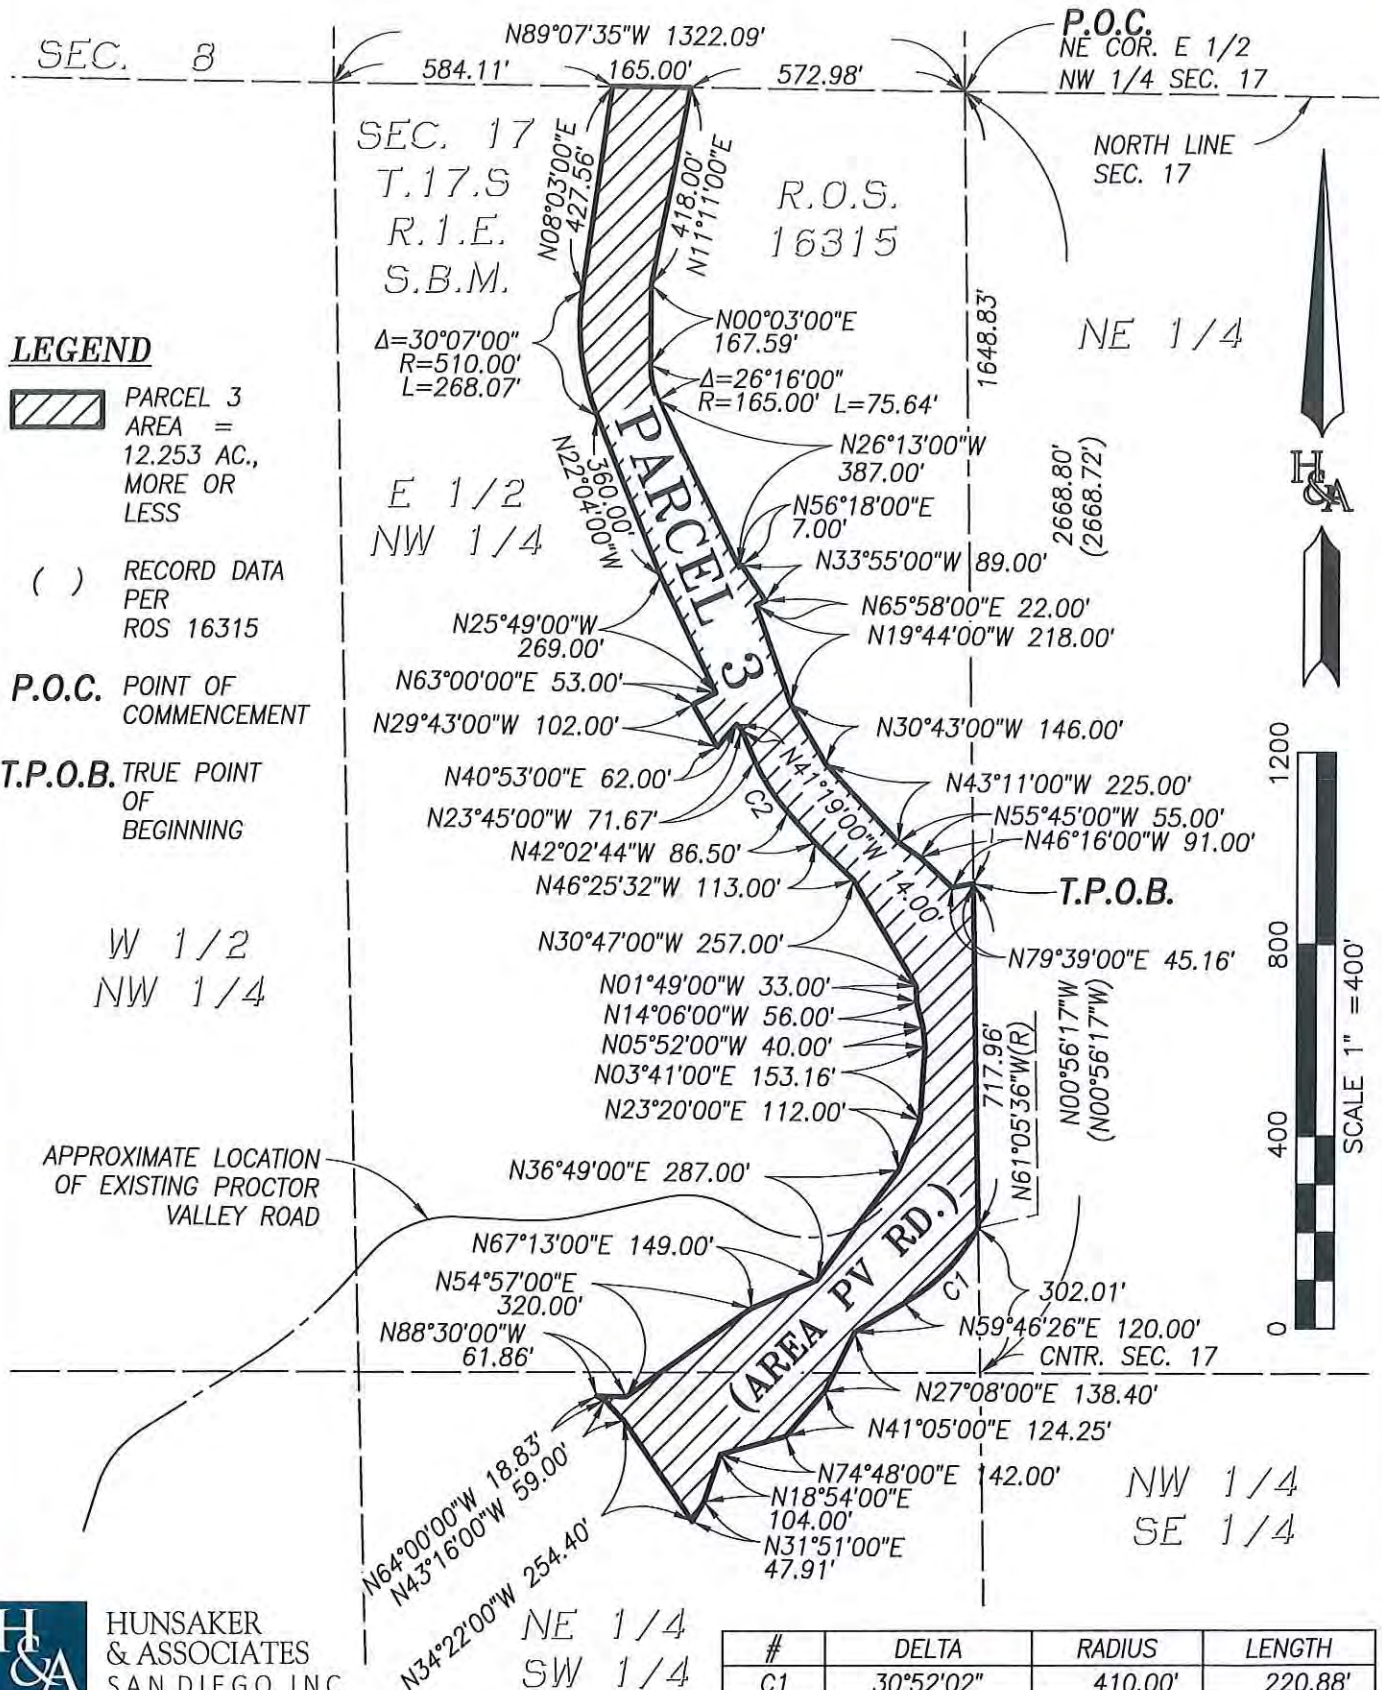 SEC. 8
N89°07'35"W 1322.09'
584.11'
165.00'
572.98'
P.O.C.
NE COR. E 1/2
NW 1/4 SEC. 17
NORTH LINE
SEC. 17
SEC. 17
T.17.S
R.1.E.
S.B.M.
N08°03'00"E
427.56'
418.00'
N11°11'00"E
R.O.S.
16315
1648.83'
NE 1/4
N00°03'00"E
167.59'
Δ=30°07'00"
R=510.00'
L=268.07'
Δ=26°16'00"
R=165.00' L=75.64'
LEGEND
PARCEL 3
AREA =
12.253 AC.,
MORE OR
LESS
( )
RECORD DATA
PER
ROS 16315
P.O.C. POINT OF
COMMENCEMENT
T.P.O.B. TRUE POINT
OF
BEGINNING
E 1/2
NW 1/4
360.00'
N22°04'00"W
PARCEL 3
N26°13'00"W
387.00'
N56°18'00"E
7.00'
N33°55'00"W 89.00'
N65°58'00"E 22.00'
N19°44'00"W 218.00'
2668.80'
(2668.72')
H&A
N25°49'00"W
269.00'
N63°00'00"E 53.00'
N29°43'00"W 102.00'
N40°53'00"E 62.00'
N23°45'00"W 71.67'
C2
N42°02'44"W 86.50'
N46°25'32"W 113.00'
N41°19'00"W 14.00'
N30°43'00"W 146.00'
N43°11'00"W 225.00'
N55°45'00"W 55.00'
N46°16'00"W 91.00'
T.P.O.B.
N79°39'00"E 45.16'
W 1/2
NW 1/4
N30°47'00"W 257.00'
N01°49'00"W 33.00'
N14°06'00"W 56.00'
N05°52'00"W 40.00'
N03°41'00"E 153.16'
N23°20'00"E 112.00'
717.96'
N61°05'36"W(R)
N00°56'17"W
(N00°56'17"W)
1200
800
400
0
SCALE 1" =400'
APPROXIMATE LOCATION
OF EXISTING PROCTOR
VALLEY ROAD
N36°49'00"E 287.00'
N67°13'00"E 149.00'
N54°57'00"E
320.00'
N88°30'00"W
61.86'
(AREA PV RD.)
C1
302.01'
N59°46'26"E 120.00'
CNTR. SEC. 17
N27°08'00"E 138.40'
N41°05'00"E 124.25'
N74°48'00"E 142.00'
N18°54'00"E
104.00'
N31°51'00"E
47.91'
N64°00'00"W 18.83'
N43°16'00"W 59.00'
N34°22'00"W 254.40'
NW 1/4
SE 1/4
NE 1/4
SW 1/4
H&A
HUNSAKER
& ASSOCIATES
SAN DIEGO, INC
# DELTA RADIUS LENGTH
C1 30°52'02" 410.00' 220.88'